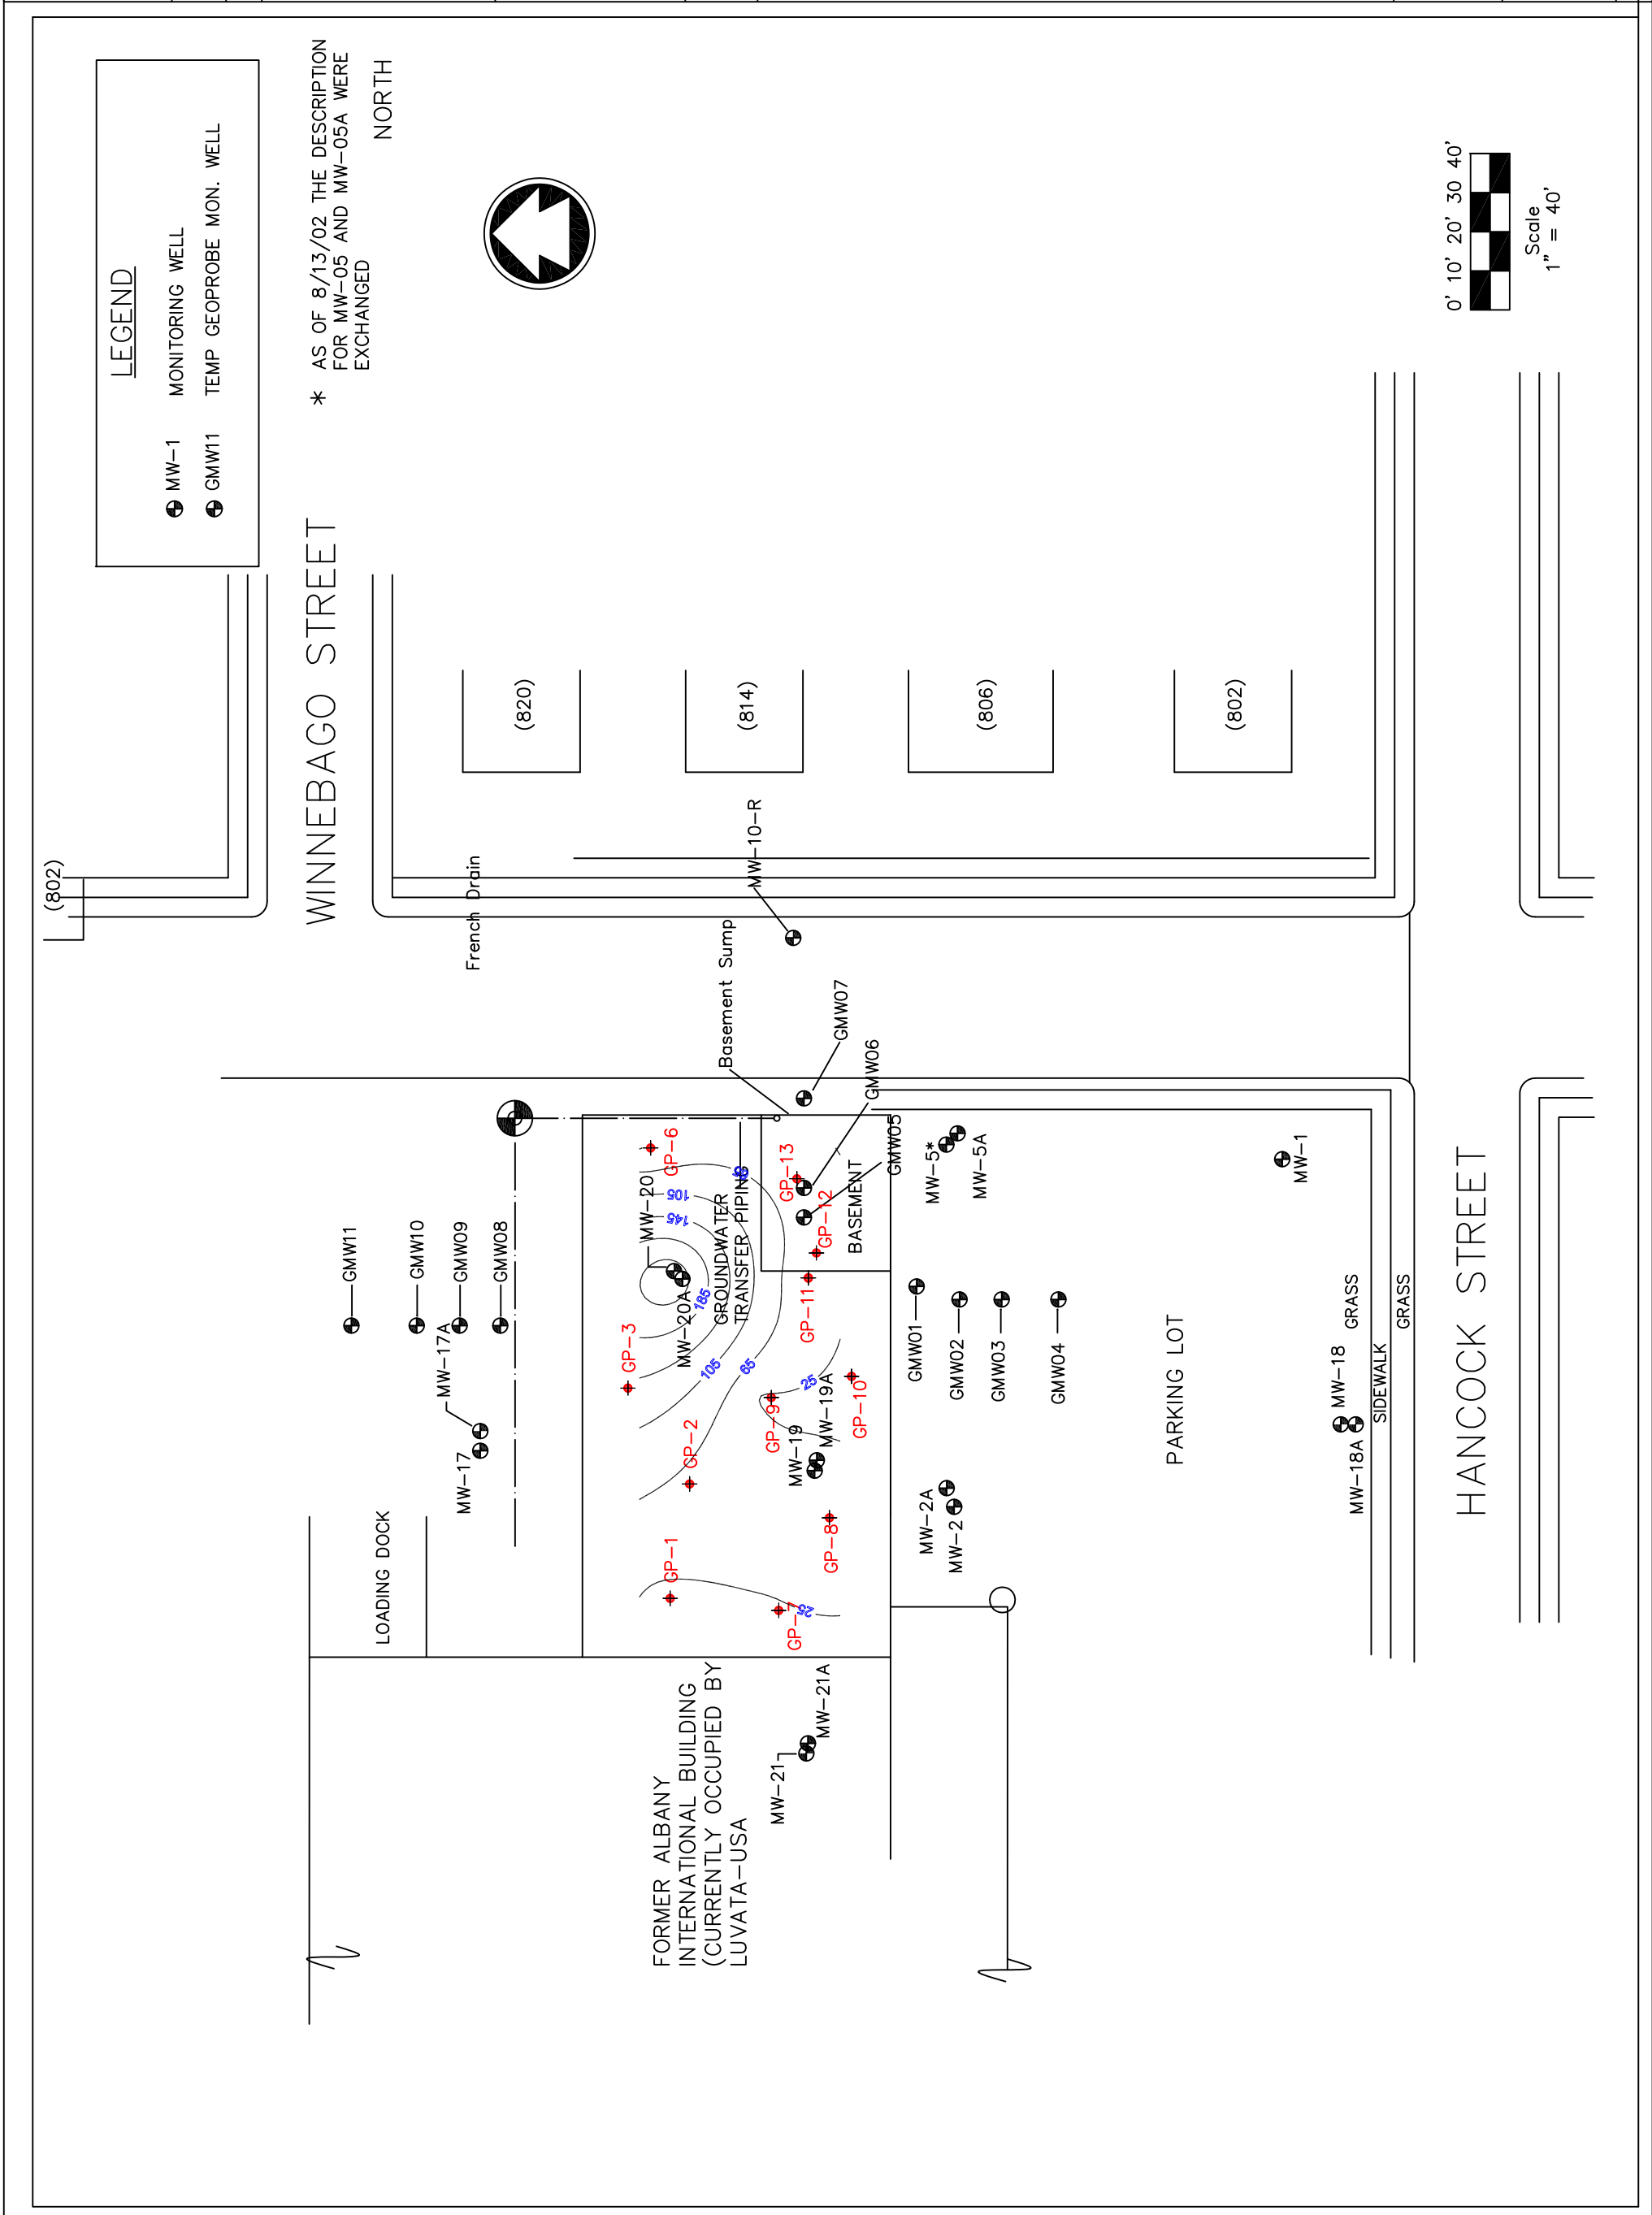 LEGEND
MW-1 MONITORING WELL
GMW11 TEMP GEOPROBE MON. WELL
* AS OF 8/13/02 THE DESCRIPTION
FOR MW-05 AND MW-05A WERE
EXCHANGED
NORTH
(802)
WINNEBAGO STREET
French Drain
(820)
(814)
(806)
(802)
MW-10-R
Basement Sump
GMW07
GMW06
GMW05
GMW11
GMW10
GMW09
GMW08
MW-17A
MW-17
LOADING DOCK
GP-6
MW-20
MW-20A
GROUNDWATER
TRANSFER PIPING
GP-13
GP-12
BASEMENT
GP-11
GP-3
GP-2
GP-1
GP-9
GP-10
MW-19
MW-19A
GP-8
GP-7
105
145
185
105
65
65
25
25
MW-5*
MW-5A
MW-1
GMW01
GMW02
GMW03
GMW04
MW-2A
MW-2
PARKING LOT
MW-18
MW-18A
GRASS
SIDEWALK
GRASS
HANCOCK STREET
MW-21
MW-21A
FORMER ALBANY
INTERNATIONAL BUILDING
(CURRENTLY OCCUPIED BY
LUVATA-USA
0' 10' 20' 30 40'
Scale
1" = 40'